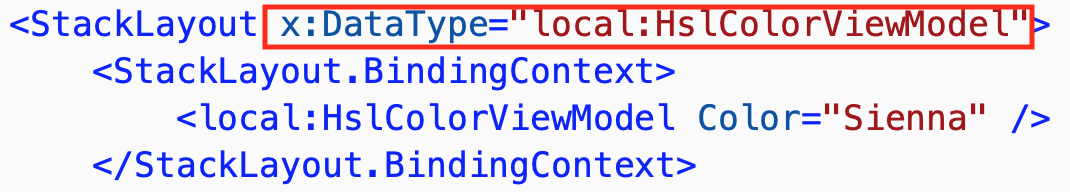 <StackLayout x:DataType="local:HslColorViewModel">
<StackLayout.BindingContext>
<local:HslColorViewModel Color="Sienna" />
</StackLayout.BindingContext>